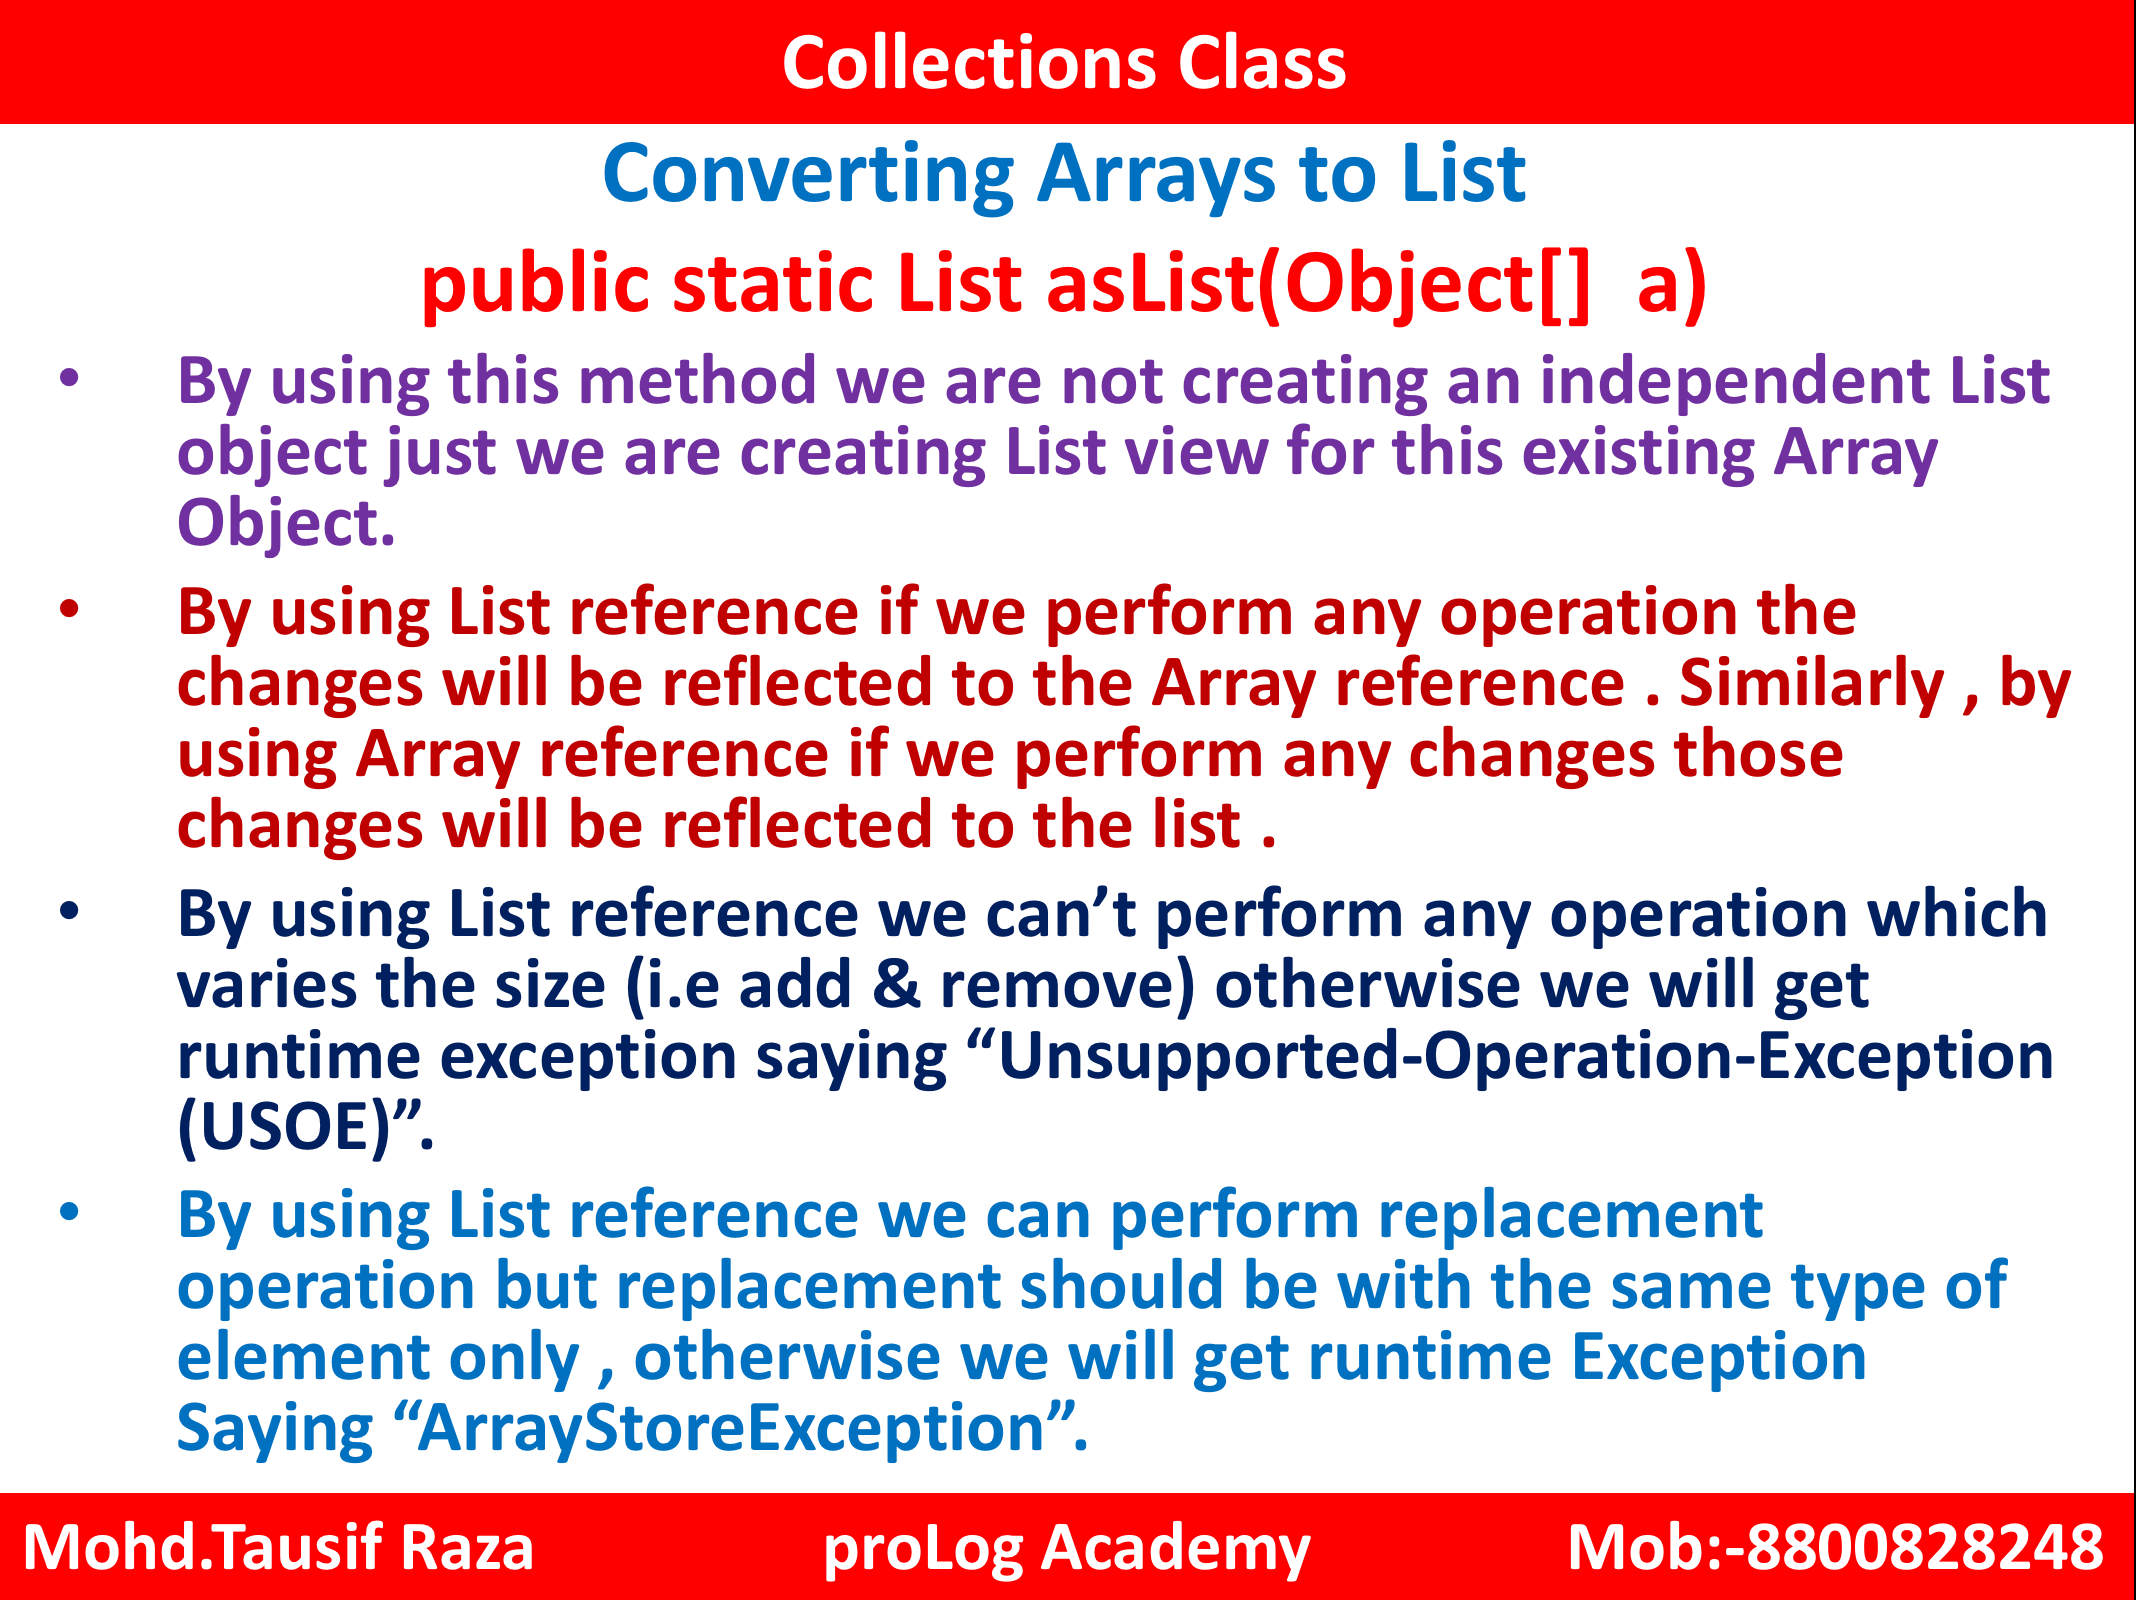 Collections Class
Converting Arrays to List
public static List asList(Object[]  a)
• By using this method we are not creating an independent List
object just we are creating List view for this existing Array
Object.
• By using List reference if we perform any operation the
changes will be reflected to the Array reference . Similarly , by
using Array reference if we perform any changes those
changes will be reflected to the list .
• By using List reference we can’t perform any operation which
varies the size (i.e add & remove) otherwise we will get
runtime exception saying “Unsupported-Operation-Exception
(USOE)”.
• By using List reference we can perform replacement
operation but replacement should be with the same type of
element only , otherwise we will get runtime Exception
Saying “ArrayStoreException”.
Mohd.Tausif Raza proLog Academy Mob:-8800828248